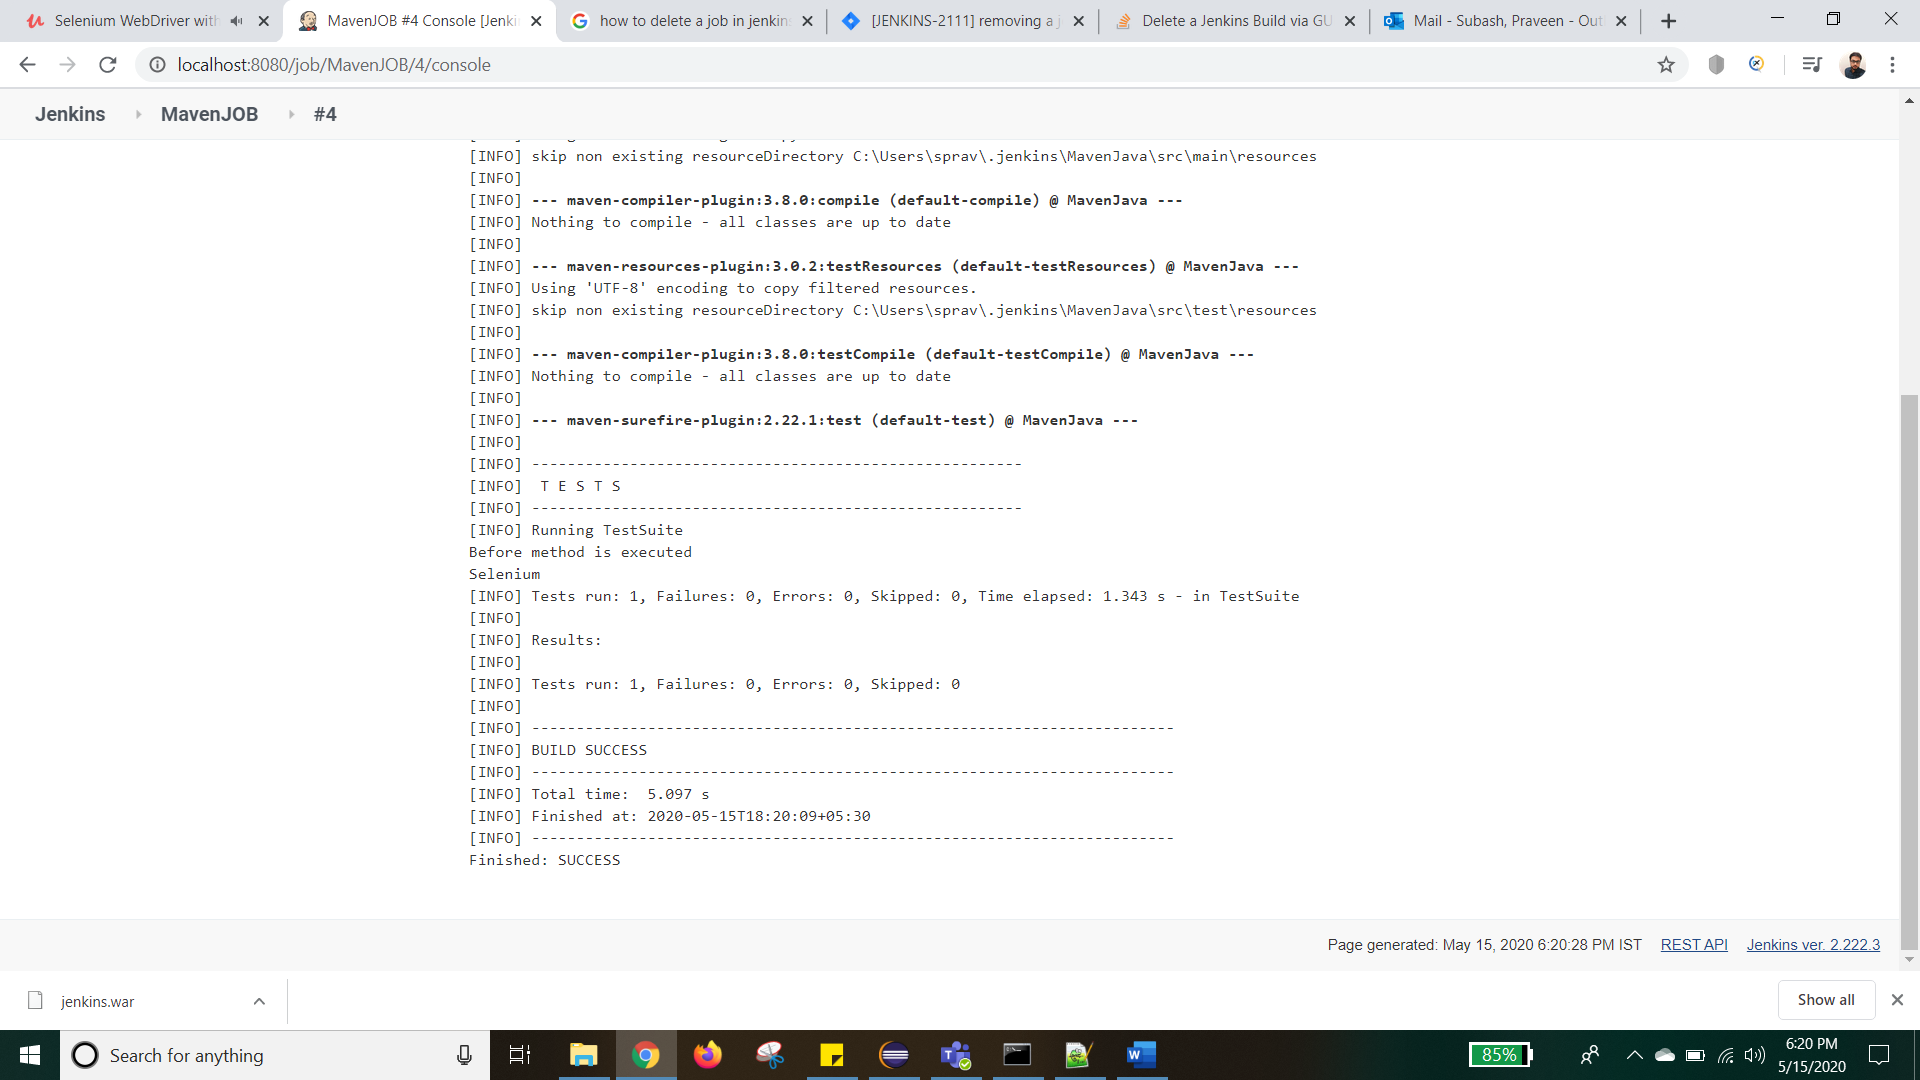 Selenium WebDriver with
MavenJOB #4 Console [Jenki
how to delete a job in jenkin
[JENKINS-2111] removing a j
Delete a Jenkins Build via GU
Mail - Subash, Praveen - Out
localhost:8080/job/MavenJOB/4/console
Jenkins MavenJOB #4
[INFO] skip non existing resourceDirectory C:\Users\sprav\.jenkins\MavenJava\src\main\resources
[INFO]
[INFO] --- maven-compiler-plugin:3.8.0:compile (default-compile) @ MavenJava ---
[INFO] Nothing to compile - all classes are up to date
[INFO]
[INFO] --- maven-resources-plugin:3.0.2:testResources (default-testResources) @ MavenJava ---
[INFO] Using 'UTF-8' encoding to copy filtered resources.
[INFO] skip non existing resourceDirectory C:\Users\sprav\.jenkins\MavenJava\src\test\resources
[INFO]
[INFO] --- maven-compiler-plugin:3.8.0:testCompile (default-testCompile) @ MavenJava ---
[INFO] Nothing to compile - all classes are up to date
[INFO]
[INFO] --- maven-surefire-plugin:2.22.1:test (default-test) @ MavenJava ---
[INFO]
[INFO] -------------------------------------------------------
[INFO]  T E S T S
[INFO] -------------------------------------------------------
[INFO] Running TestSuite
Before method is executed
Selenium
[INFO] Tests run: 1, Failures: 0, Errors: 0, Skipped: 0, Time elapsed: 1.343 s - in TestSuite
[INFO]
[INFO] Results:
[INFO]
[INFO] Tests run: 1, Failures: 0, Errors: 0, Skipped: 0
[INFO]
[INFO] ------------------------------------------------------------------------
[INFO] BUILD SUCCESS
[INFO] ------------------------------------------------------------------------
[INFO] Total time:  5.097 s
[INFO] Finished at: 2020-05-15T18:20:09+05:30
[INFO] ------------------------------------------------------------------------
Finished: SUCCESS
Page generated: May 15, 2020 6:20:28 PM IST REST API Jenkins ver. 2.222.3
jenkins.war
Show all
Search for anything
85%
6:20 PM
5/15/2020